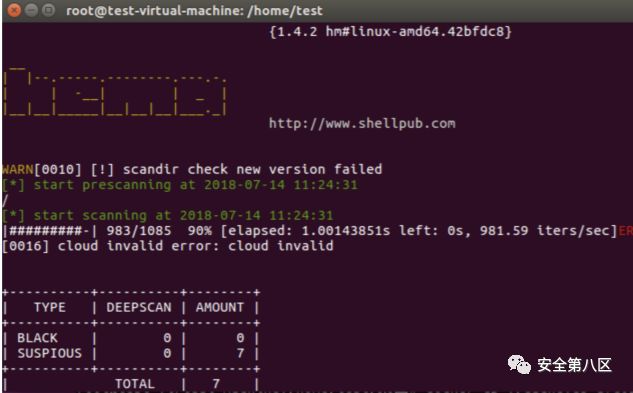 root@test-virtual-machine: /home/test
{1.4.2 hm#linux-amd64.42bfdc8}
hema
http://www.shellpub.com
WARN[0010] [!] scandir check new version failed
[*] start prescanning at 2018-07-14 11:24:31
/
[*] start scanning at 2018-07-14 11:24:31
|#########-| 983/1085 90% [elapsed: 1.00143851s left: 0s, 981.59 iters/sec]ER
[0016] cloud invalid error: cloud invalid
+----------+----------+--------+
| TYPE | DEEPSCAN | AMOUNT |
+----------+----------+--------+
| BLACK | 0 | 0 |
| SUSPIOUS | 0 | 7 |
+----------+----------+--------+
| TOTAL | 7 |
安全第八区